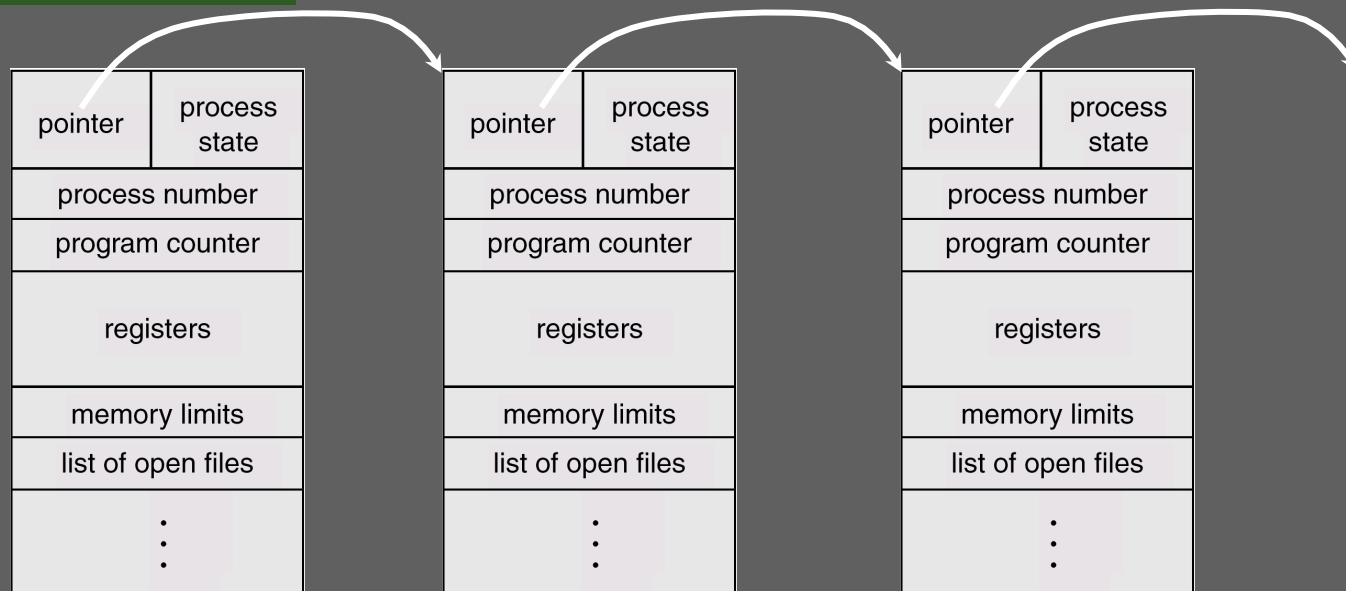 pointer
process
state
process number
program counter
registers
memory limits
list of open files
pointer
process
state
process number
program counter
registers
memory limits
list of open files
pointer
process
state
process number
program counter
registers
memory limits
list of open files